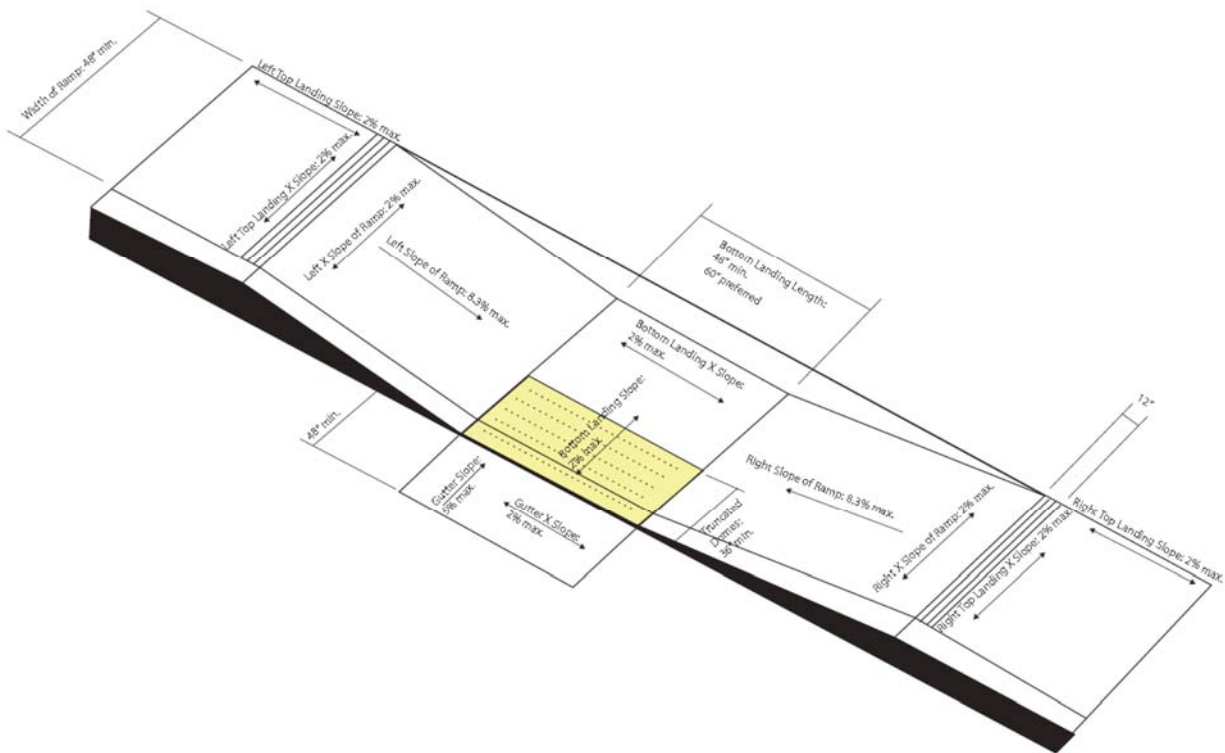 Width of Ramp: 48" min.
Left Top Landing Slope: 2% max.
Left Top Landing X Slope: 2% max.
Left X Slope of Ramp: 2% max.
Left Slope of Ramp: 8.3% max.
Bottom Landing Length:
48" min.
60" preferred
Bottom Landing X Slope:
2% max.
Bottom Landing Slope:
2% max.
48" min.
Gutter Slope:
5% max.
Gutter X Slope:
2% max.
Truncated
Domes:
36" min.
Right Slope of Ramp: 8.3% max.
Right X Slope of Ramp: 2% max.
12"
Right Top Landing Slope: 2% max.
Right Top Landing X Slope: 2% max.